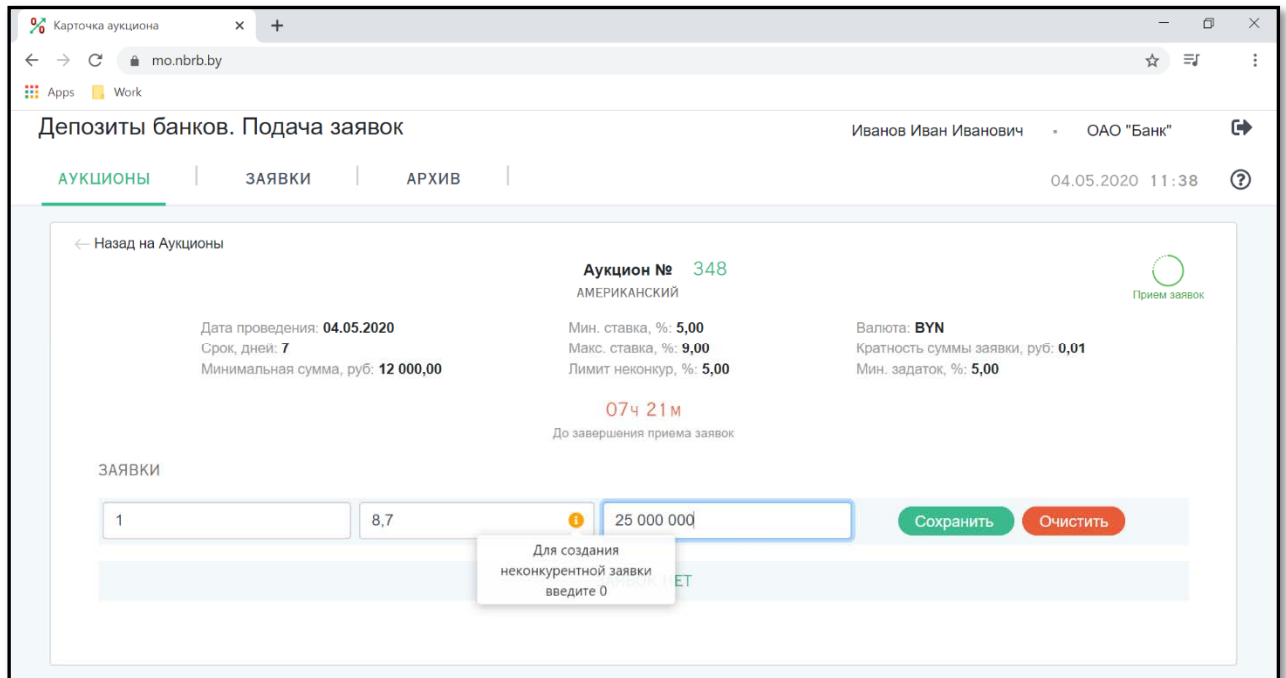 Карточка аукциона
mo.nbrb.by
Apps Work
Депозиты банков. Подача заявок
Иванов Иван Иванович ОАО "Банк"
АУКЦИОНЫ ЗАЯВКИ АРХИВ
04.05.2020 11:38
Назад на Аукционы
Аукцион № 348
АМЕРИКАНСКИЙ
Прием заявок
Дата проведения: 04.05.2020 Мин. ставка, %: 5,00 Валюта: BYN
Срок, дней: 7 Макс. ставка, %: 9,00 Кратность суммы заявки, руб: 0,01
Минимальная сумма, руб: 12 000,00 Лимит неконкур, %: 5,00 Мин. задаток, %: 5,00
07ч 21м
До завершения приема заявок
ЗАЯВКИ
1 8,7 25 000 000 Сохранить Очистить
Для создания
неконкурентной заявки
введите 0
ЗАЯВОК НЕТ